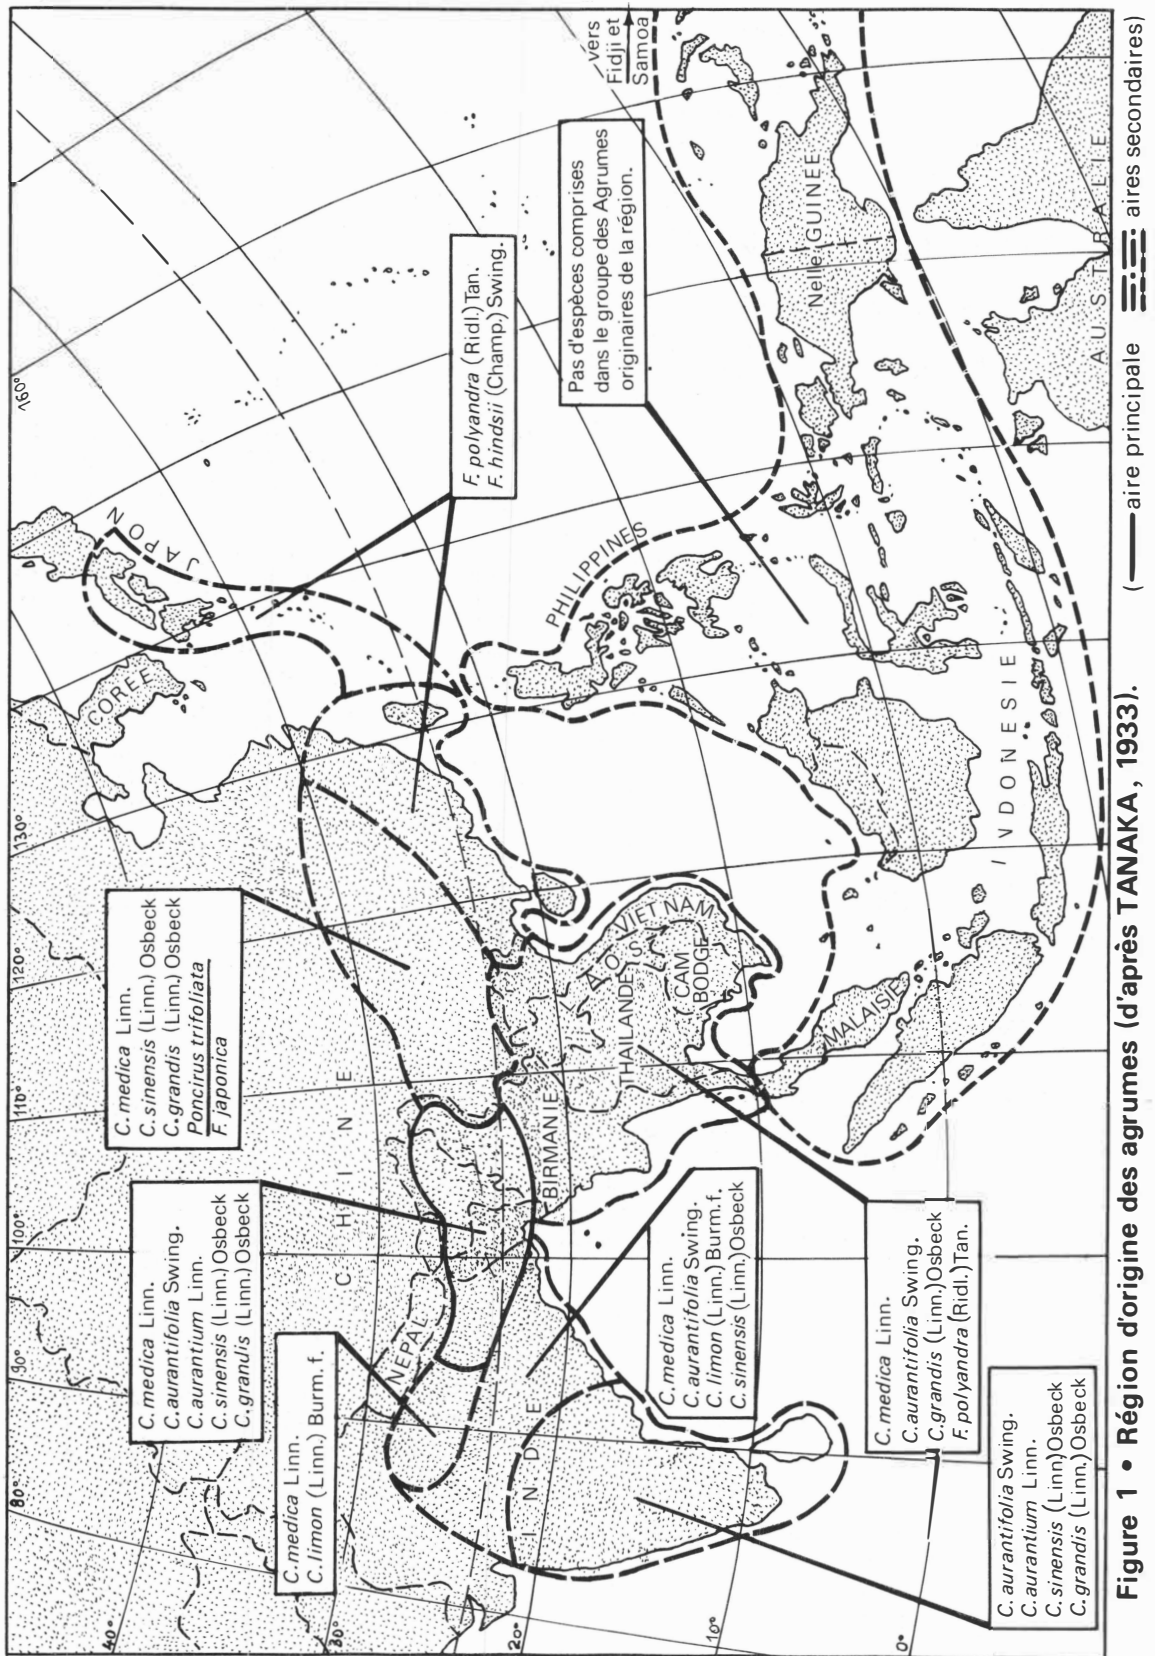 160°
130°
120°
110°
100°
90°
80°
40°
30°
20°
10°
0°
JAPON
COREE
CHINE
NEPAL
INDE
BIRMANIE
THAILANDE
LAOS
VIET NAM
CAM
BODGE
MALAISIE
PHILIPPINES
INDONESIE
Nelle GUINEE
AUSTRALIE
vers
Fidji et
Samoa
C. medica Linn.
C. limon (Linn.) Burm. f.
C. medica Linn.
C. aurantifolia Swing.
C. aurantium Linn.
C. sinensis (Linn.) Osbeck
C. grandis (Linn.) Osbeck
C. medica Linn.
C. sinensis (Linn.) Osbeck
C. grandis (Linn.) Osbeck
Poncirus trifoliata
F. japonica
F. polyandra (Ridl.) Tan.
F. hindsii (Champ.) Swing.
Pas d'espèces comprises
dans le groupe des Agrumes
originaires de la région.
C. medica Linn.
C. aurantifolia Swing.
C. limon (Linn.) Burm. f.
C. sinensis (Linn.) Osbeck
C. medica Linn.
C. aurantifolia Swing.
C. grandis (Linn.) Osbeck
F. polyandra (Ridl.) Tan.
C. aurantifolia Swing.
C. aurantium Linn.
C. sinensis (Linn) Osbeck
C. grandis (Linn.) Osbeck
Figure 1 • Région d'origine des agrumes (d'après TANAKA, 1933).
( aire principale aires secondaires)